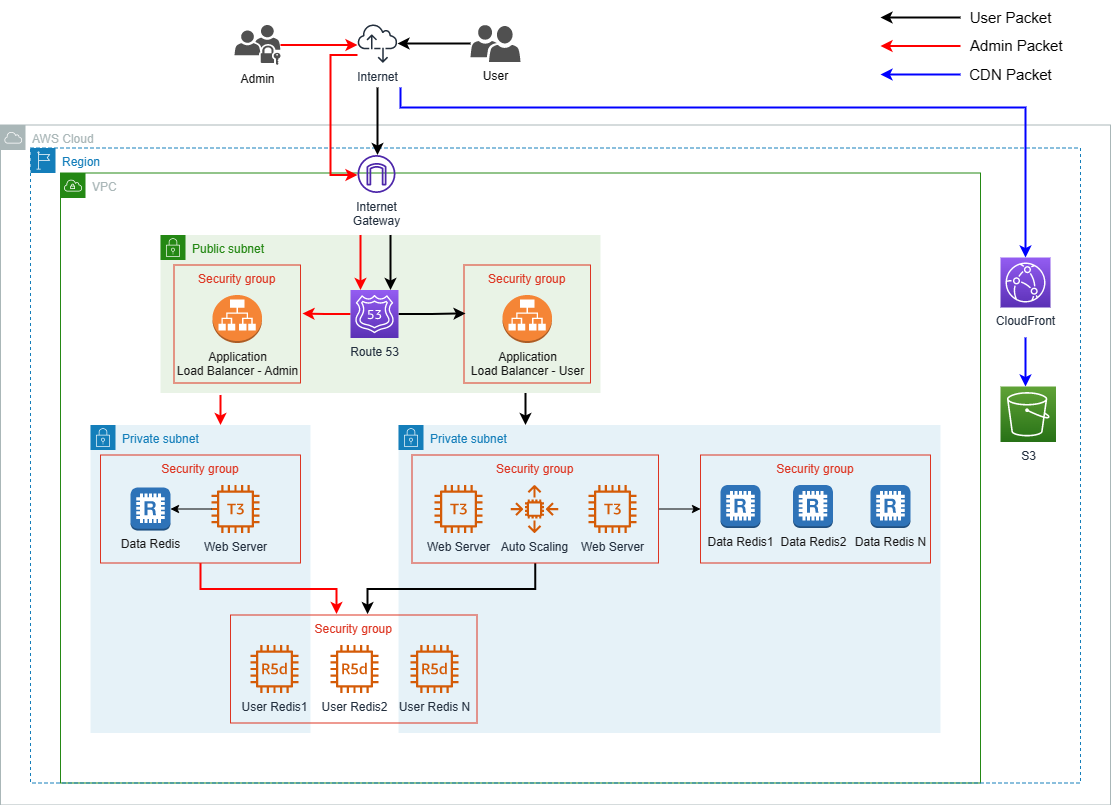 User Packet
Admin Packet
CDN Packet
Admin
Internet
User
AWS Cloud
Region
VPC
Internet
Gateway
Public subnet
Security group
Application
Load Balancer - Admin
53
Route 53
Security group
Application
Load Balancer - User
CloudFront
S3
Private subnet
Security group
R
Data Redis
T3
Web Server
Private subnet
Security group
T3
Web Server
Auto Scaling
T3
Web Server
Security group
R
Data Redis1
R
Data Redis2
R
Data Redis N
Security group
R5d
User Redis1
R5d
User Redis2
R5d
User Redis N